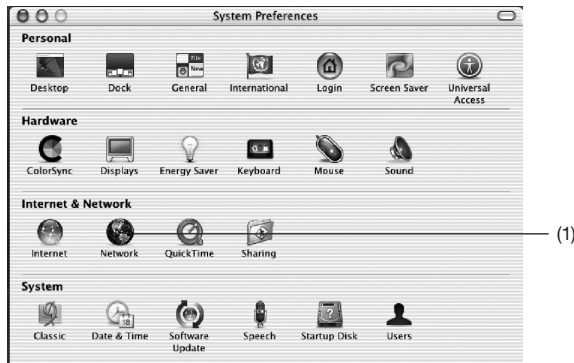 System Preferences
Personal
Desktop Dock General International Login Screen Saver Universal Access
Hardware
ColorSync Displays Energy Saver Keyboard Mouse Sound
Internet & Network
Internet Network QuickTime Sharing
(1)
System
Classic Date & Time Software Update Speech Startup Disk Users